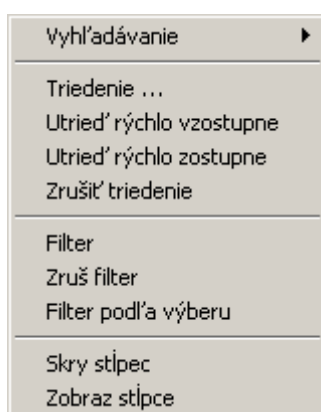 Vyhľadávanie
Triedenie ...
Utrieď rýchlo vzostupne
Utrieď rýchlo zostupne
Zrušiť triedenie
Filter
Zruš filter
Filter podľa výberu
Skry stĺpec
Zobraz stĺpce